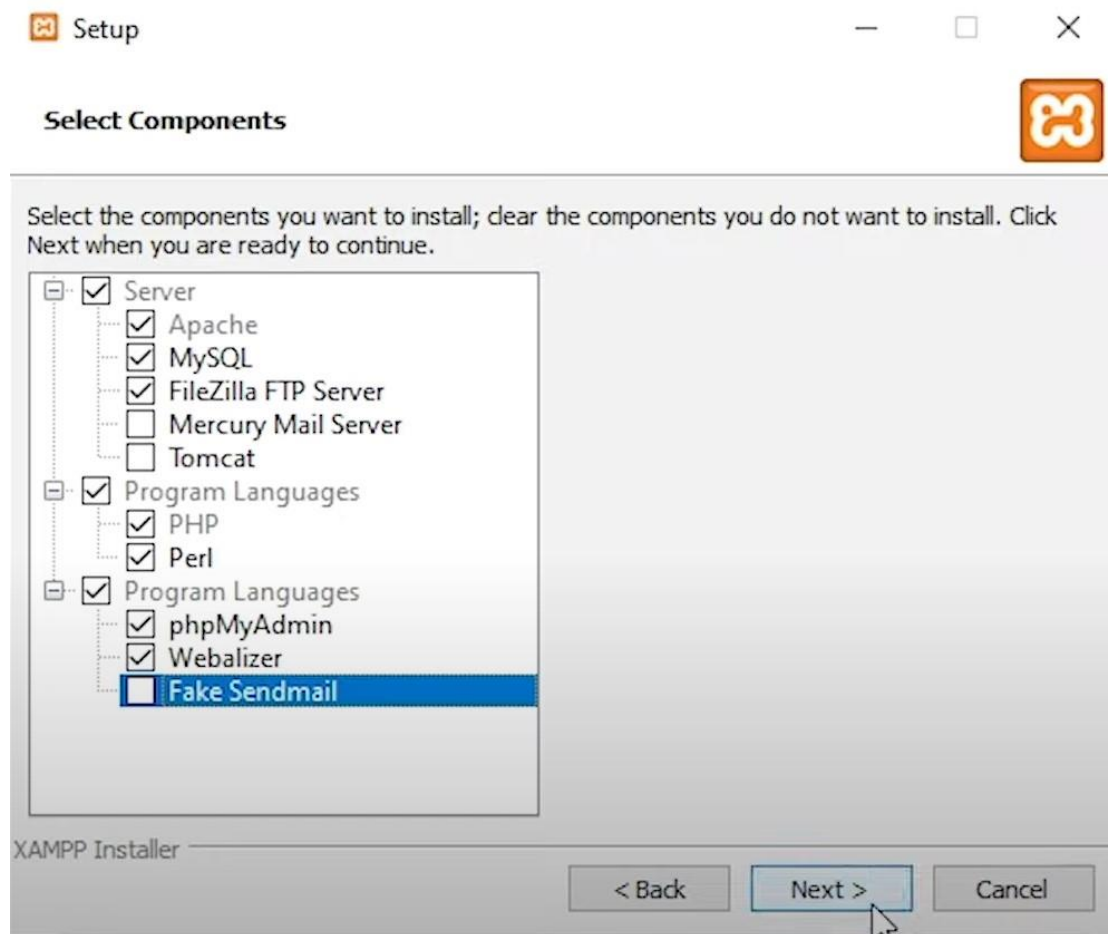 Setup
Select Components
Select the components you want to install; clear the components you do not want to install. Click
Next when you are ready to continue.
Server
Apache
MySQL
FileZilla FTP Server
Mercury Mail Server
Tomcat
Program Languages
PHP
Perl
Program Languages
phpMyAdmin
Webalizer
Fake Sendmail
XAMPP Installer
< Back
Next >
Cancel